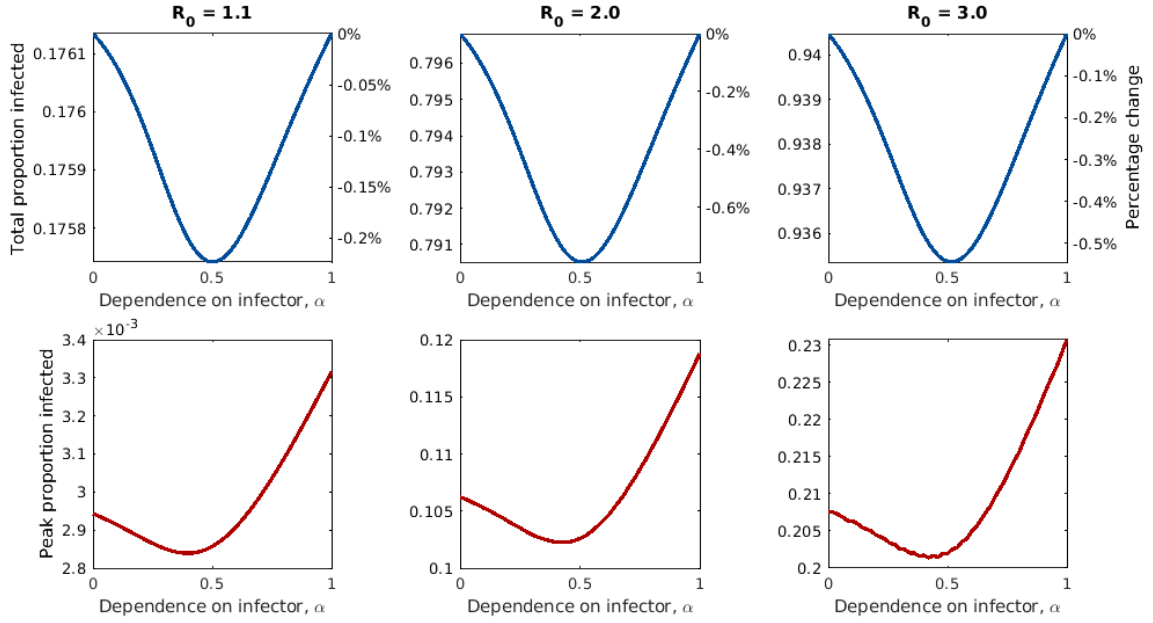 R0 = 1.1
R0 = 2.0
R0 = 3.0
Total proportion infected
0.1761
0.176
0.1759
0.1758
0%
-0.05%
-0.1%
-0.15%
-0.2%
0 0.5 1
Dependence on infector, α
0.796
0.795
0.794
0.793
0.792
0.791
0%
-0.2%
-0.4%
-0.6%
0 0.5 1
Dependence on infector, α
0.94
0.939
0.938
0.937
0.936
0%
-0.1%
-0.2%
-0.3%
-0.4%
-0.5%
Percentage change
0 0.5 1
Dependence on infector, α
Peak proportion infected
×10-3
3.4
3.3
3.2
3.1
3
2.9
2.8
0 0.5 1
Dependence on infector, α
0.12
0.115
0.11
0.105
0.1
0 0.5 1
Dependence on infector, α
0.23
0.225
0.22
0.215
0.21
0.205
0.2
0 0.5 1
Dependence on infector, α